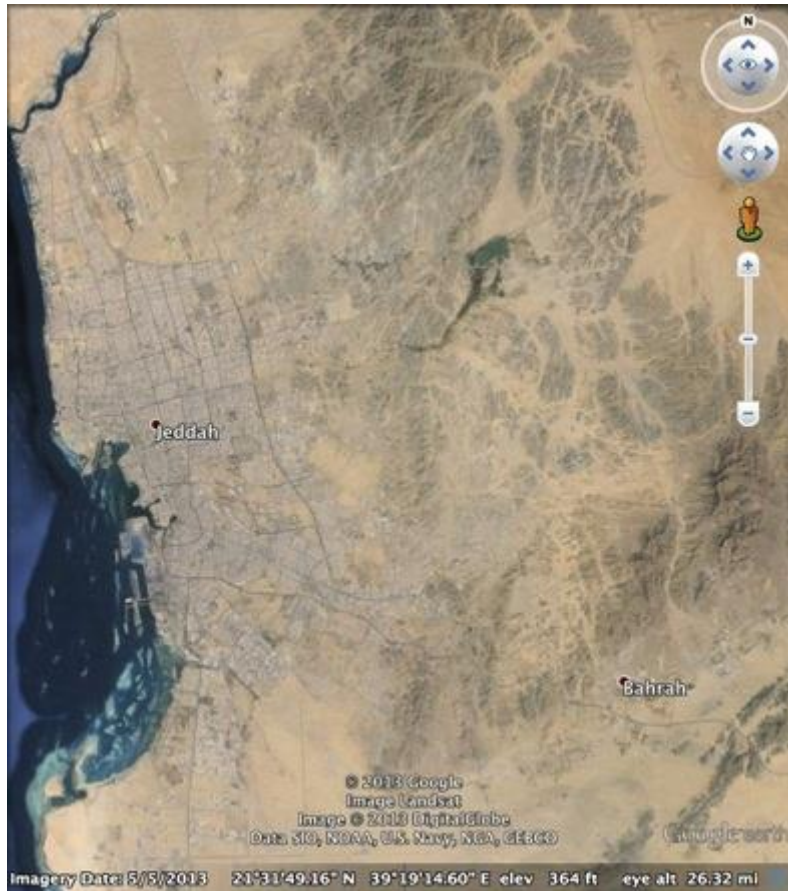 N
Jeddah
Bahrah
© 2013 Google
Image Landsat
Image © 2013 DigitalGlobe
Data SIO, NOAA, U.S. Navy, NGA, GEBCO
Google earth
Imagery Date: 5/5/2013 21°31'49.16" N 39°19'14.60" E elev 364 ft eye alt 26.32 mi